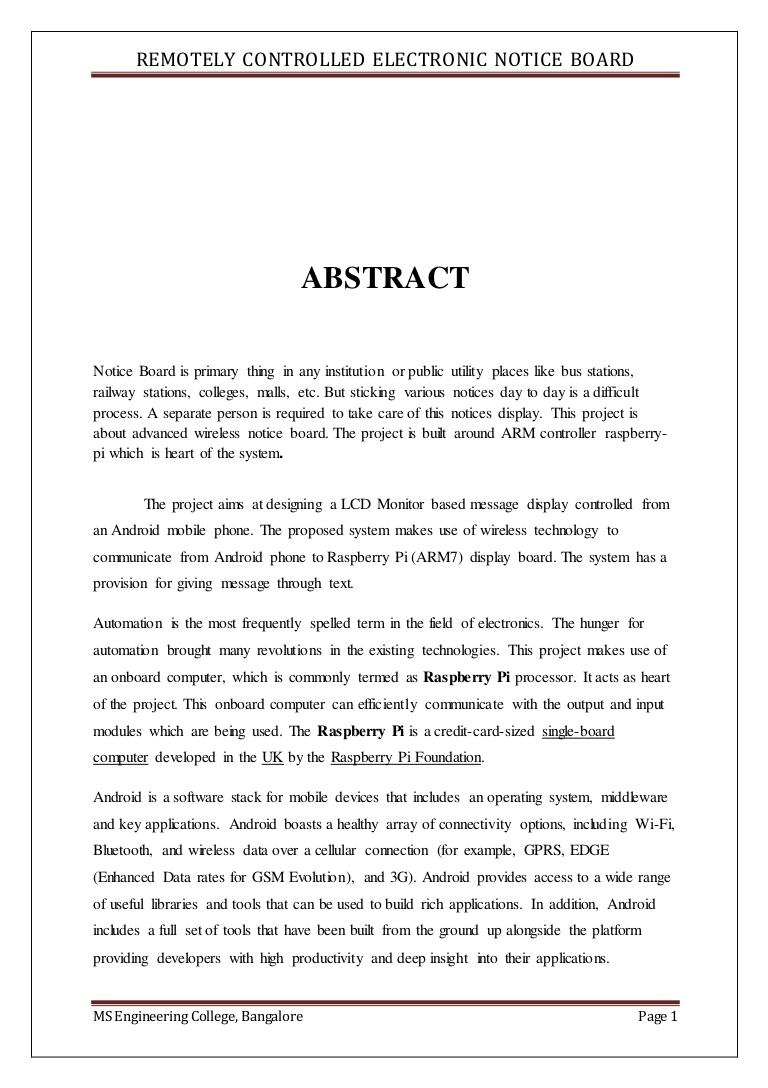 REMOTELY CONTROLLED ELECTRONIC NOTICE BOARD
ABSTRACT
Notice Board is primary thing in any institution or public utility places like bus stations,
railway stations, colleges, malls, etc. But sticking various notices day to day is a difficult
process. A separate person is required to take care of this notices display. This project is
about advanced wireless notice board. The project is built around ARM controller raspberry-
pi which is heart of the system.
The project aims at designing a LCD Monitor based message display controlled from
an Android mobile phone. The proposed system makes use of wireless technology to
communicate from Android phone to Raspberry Pi (ARM7) display board. The system has a
provision for giving message through text.
Automation is the most frequently spelled term in the field of electronics. The hunger for
automation brought many revolutions in the existing technologies. This project makes use of
an onboard computer, which is commonly termed as Raspberry Pi processor. It acts as heart
of the project. This onboard computer can efficiently communicate with the output and input
modules which are being used. The Raspberry Pi is a credit-card-sized single-board
computer developed in the UK by the Raspberry Pi Foundation.
Android is a software stack for mobile devices that includes an operating system, middleware
and key applications. Android boasts a healthy array of connectivity options, including Wi-Fi,
Bluetooth, and wireless data over a cellular connection (for example, GPRS, EDGE
(Enhanced Data rates for GSM Evolution), and 3G). Android provides access to a wide range
of useful libraries and tools that can be used to build rich applications. In addition, Android
includes a full set of tools that have been built from the ground up alongside the platform
providing developers with high productivity and deep insight into their applications.
MS Engineering College, Bangalore Page 1